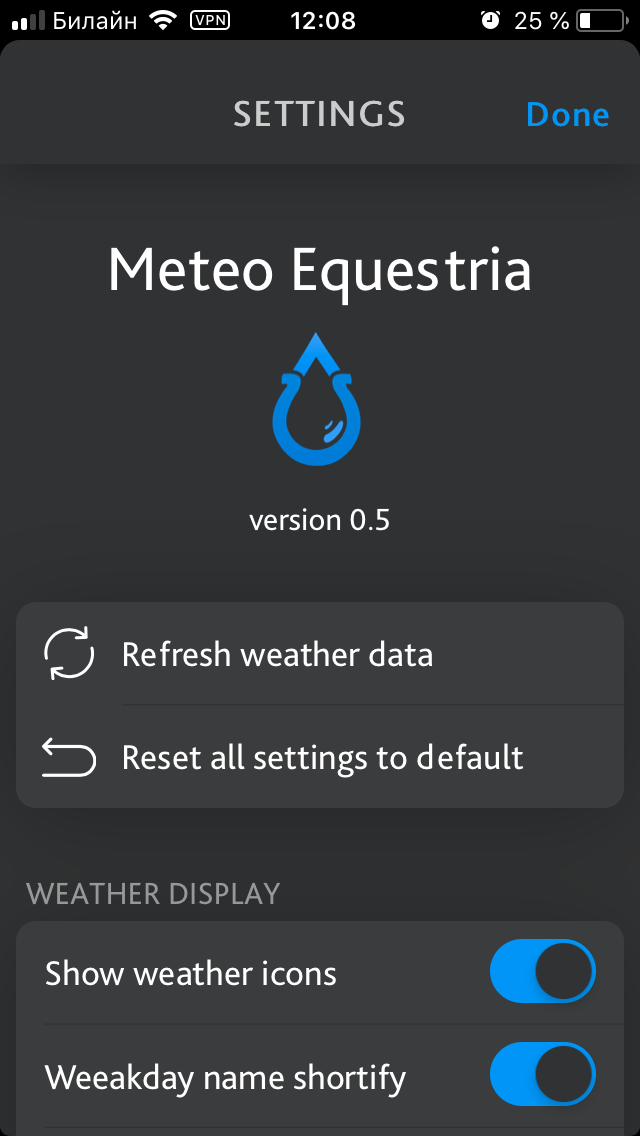 Билайн VPN 12:08 25 %
SETTINGS Done
Meteo Equestria
version 0.5
Refresh weather data
Reset all settings to default
WEATHER DISPLAY
Show weather icons
Weeakday name shortify